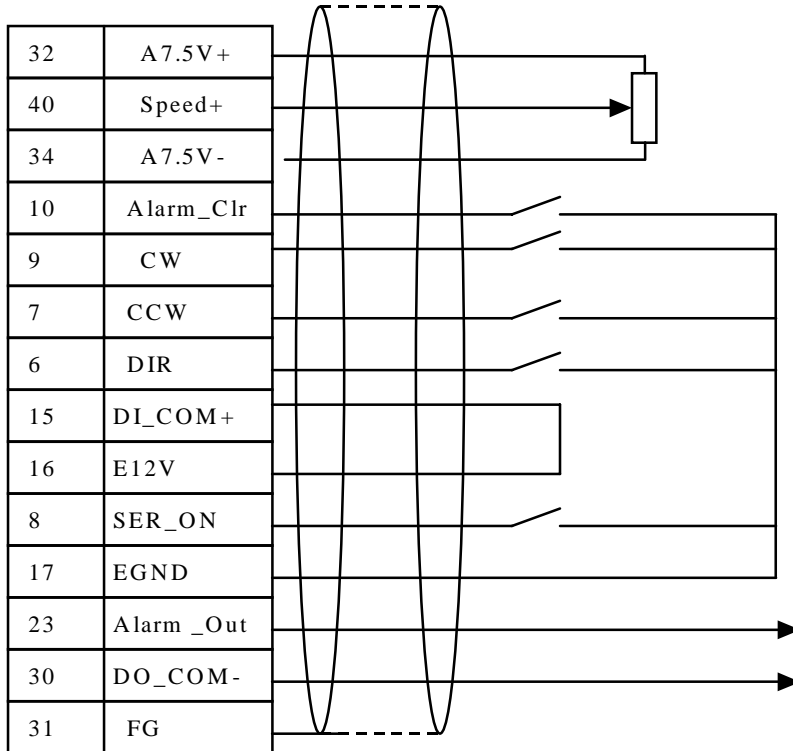 32 A7.5V+
40 Speed+
34 A7.5V-
10 Alarm_Clr
9 CW
7 CCW
6 DIR
15 DI_COM+
16 E12V
8 SER_ON
17 EGND
23 Alarm _Out
30 DO_COM-
31 FG